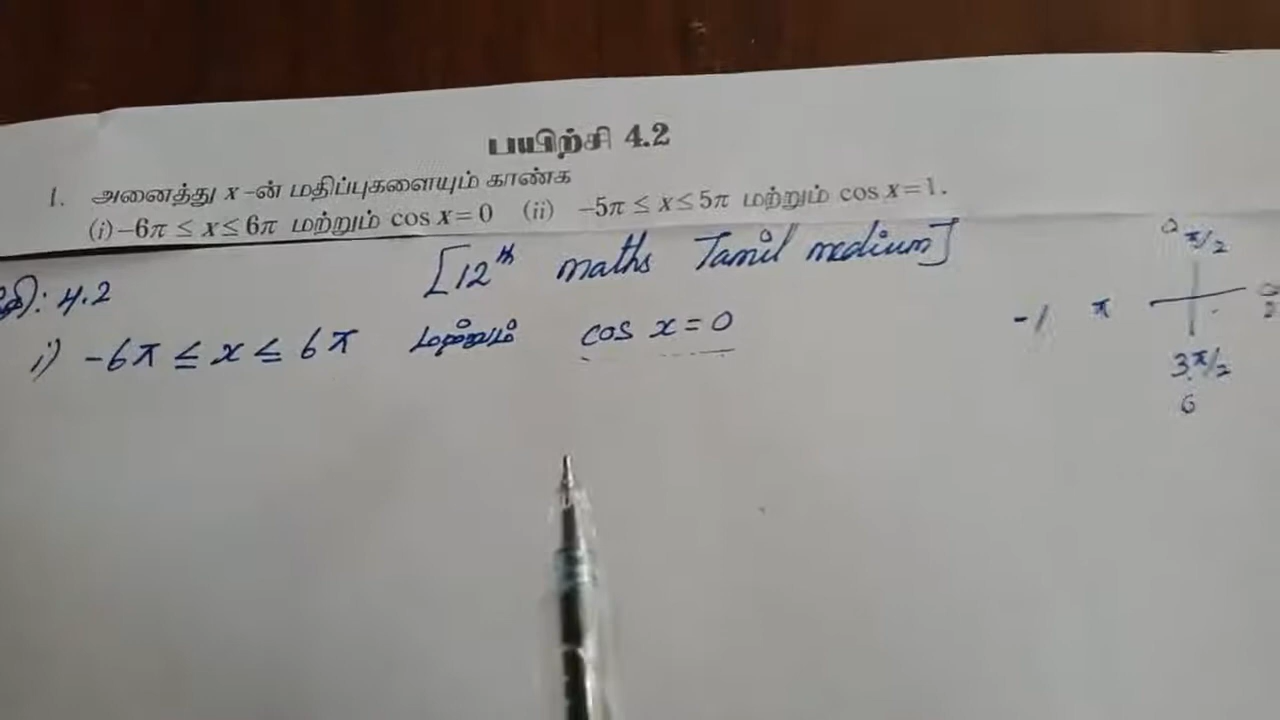 பயிற்சி 4.2
1. அனைத்து x -ன் மதிப்புகளையும் காண்க
(i) -6π ≤ x ≤ 6π மற்றும் cos x = 0 (ii) -5π ≤ x ≤ 5π மற்றும் cos x = 1.
[12th maths Tamil medium]
4.2
i) -6π ≤ x ≤ 6π மற்றும் cos x = 0
0 π/2
-1 π
3π/2